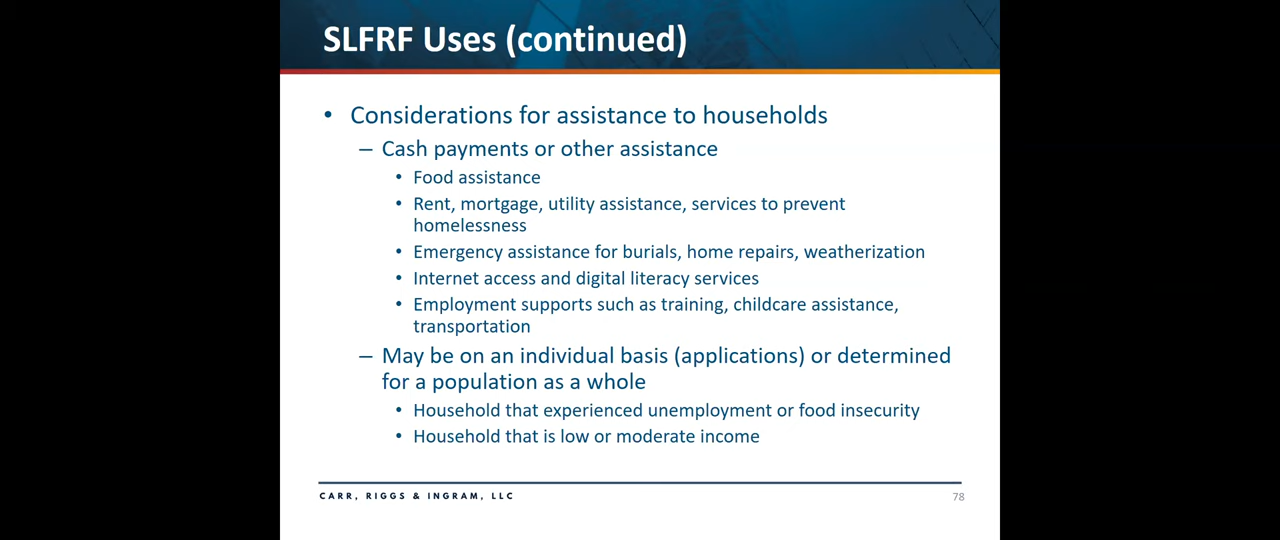 SLFRF Uses (continued)
• Considerations for assistance to households
– Cash payments or other assistance
• Food assistance
• Rent, mortgage, utility assistance, services to prevent
homelessness
• Emergency assistance for burials, home repairs, weatherization
• Internet access and digital literacy services
• Employment supports such as training, childcare assistance,
transportation
– May be on an individual basis (applications) or determined
for a population as a whole
• Household that experienced unemployment or food insecurity
• Household that is low or moderate income
CARR, RIGGS & INGRAM, LLC
78